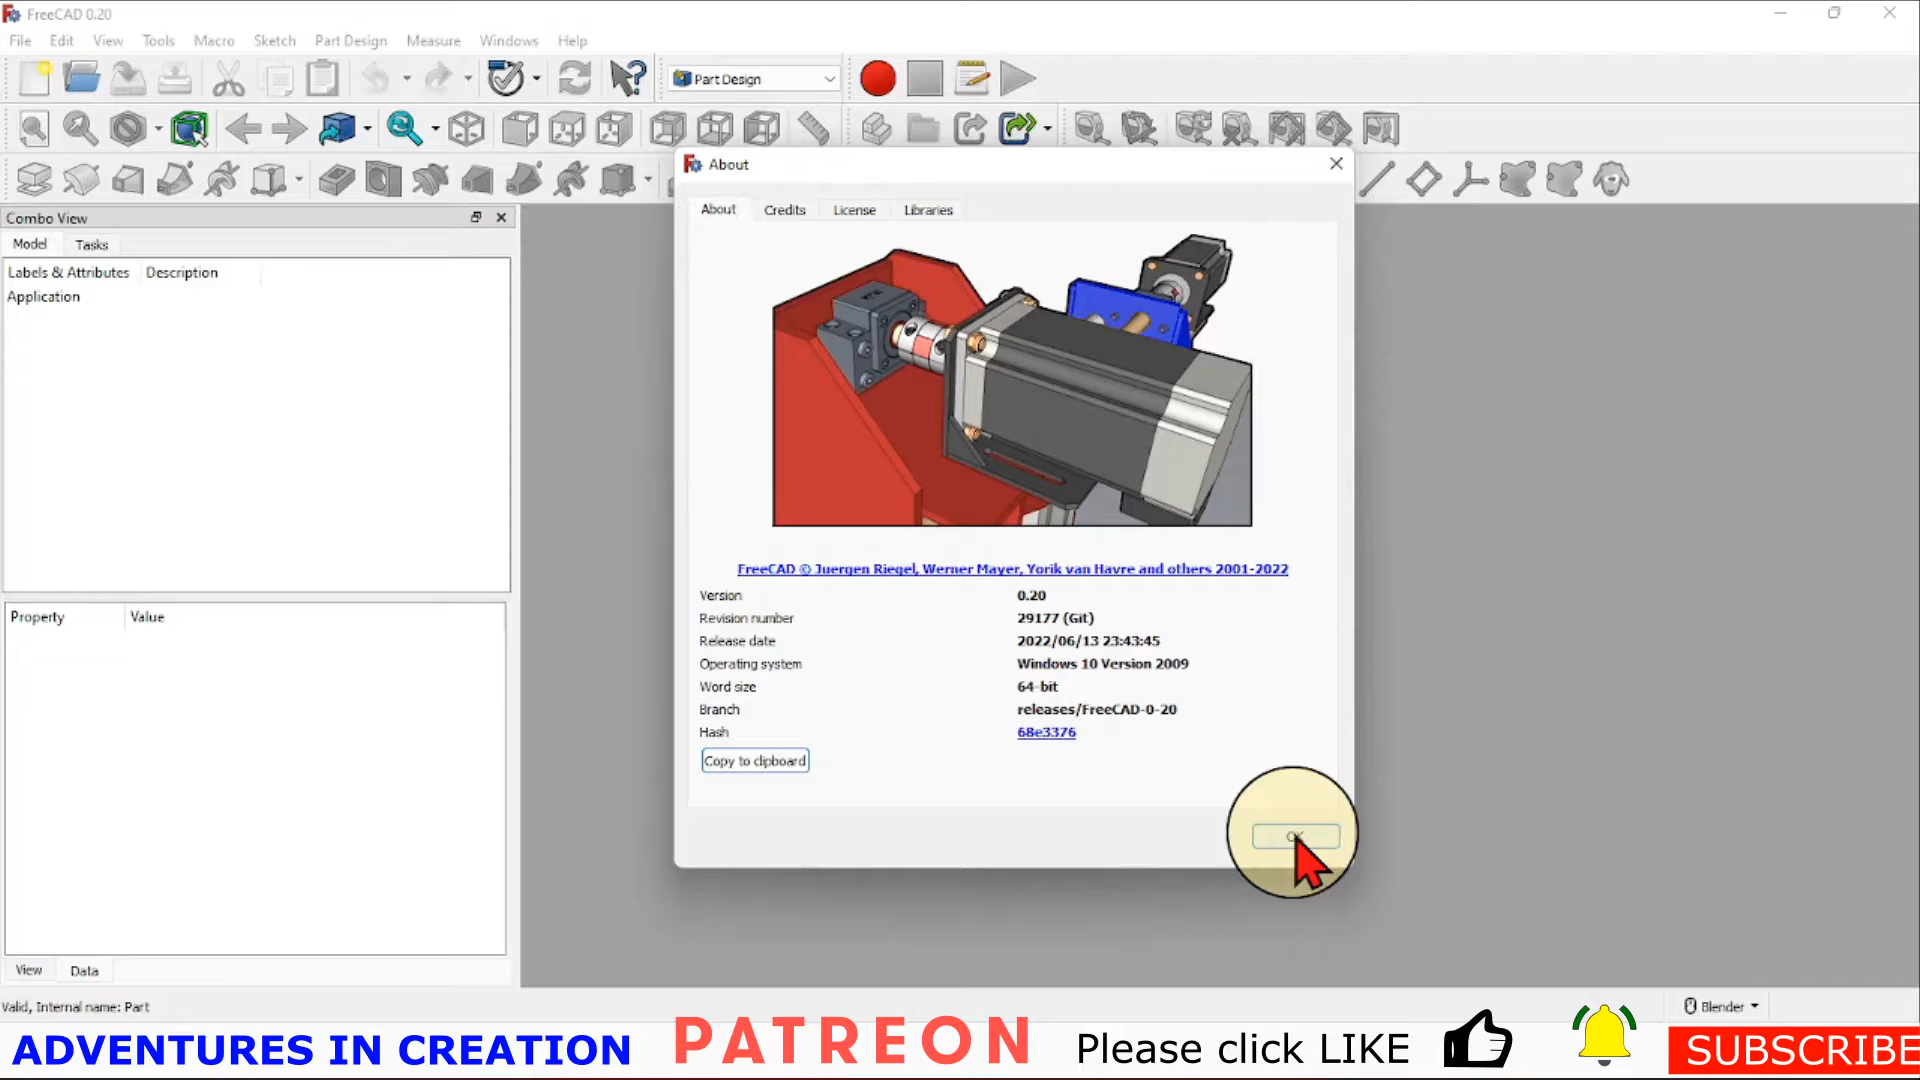 FreeCAD 0.20
File Edit View Tools Macro Sketch Part Design Measure Windows Help
Part Design
Combo View
Model Tasks
Labels & Attributes Description
Application
Property Value
View Data
Valid, Internal name: Part
About
About Credits License Libraries
FreeCAD © Juergen Riegel, Werner Mayer, Yorik van Havre and others 2001-2022
Version 0.20
Revision number 29177 (Git)
Release date 2022/06/13 23:43:45
Operating system Windows 10 Version 2009
Word size 64-bit
Branch releases/FreeCAD-0-20
Hash 68e3376
Copy to clipboard
OK
Blender
ADVENTURES IN CREATION PATREON Please click LIKE SUBSCRIBE